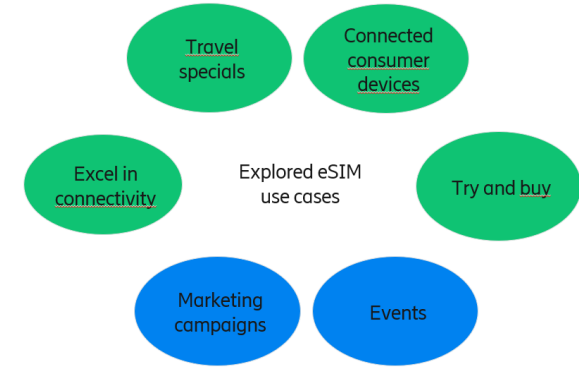 Travel
specials
Connected
consumer
devices
Excel in
connectivity
Explored eSIM
use cases
Try and buy
Marketing
campaigns
Events